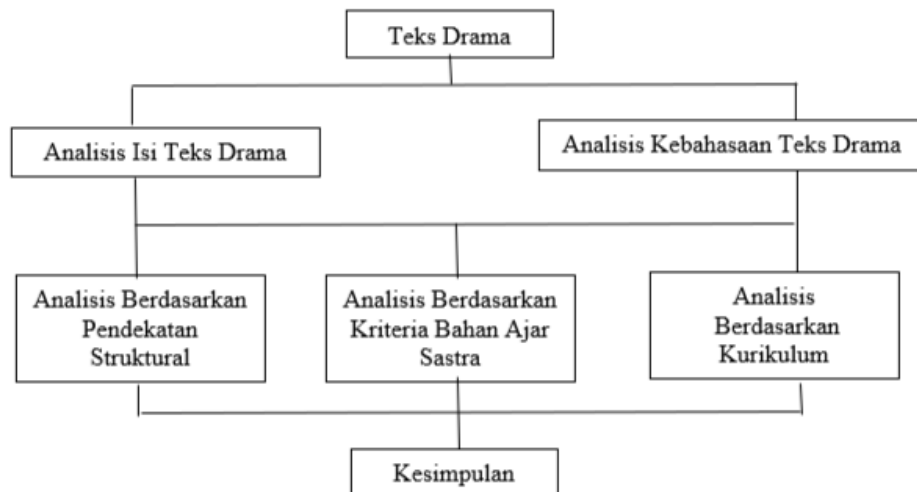 Teks Drama
Analisis Isi Teks Drama
Analisis Kebahasaan Teks Drama
Analisis Berdasarkan
Pendekatan
Struktural
Analisis Berdasarkan
Kriteria Bahan Ajar
Sastra
Analisis
Berdasarkan
Kurikulum
Kesimpulan